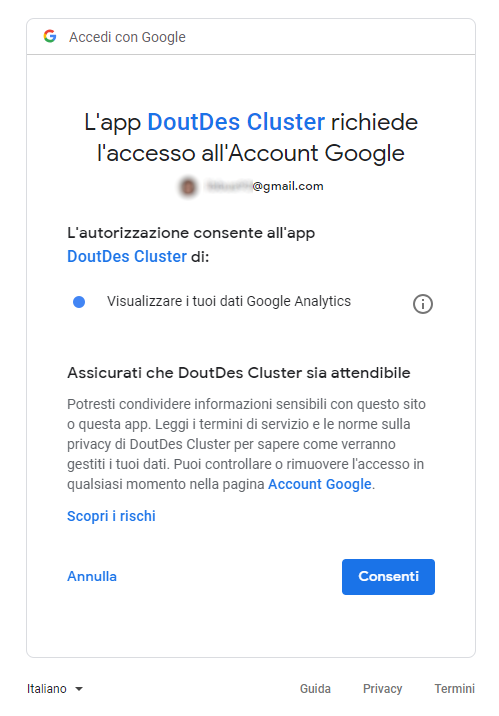 Accedi con Google
L'app DoutDes Cluster richiede
l'accesso all'Account Google
@gmail.com
L'autorizzazione consente all'app
DoutDes Cluster di:
Visualizzare i tuoi dati Google Analytics
Assicurati che DoutDes Cluster sia attendibile
Potresti condividere informazioni sensibili con questo sito
o questa app. Leggi i termini di servizio e le norme sulla
privacy di DoutDes Cluster per sapere come verranno
gestiti i tuoi dati. Puoi controllare o rimuovere l'accesso in
qualsiasi momento nella pagina Account Google.
Scopri i rischi
Annulla Consenti
Italiano Guida Privacy Termini